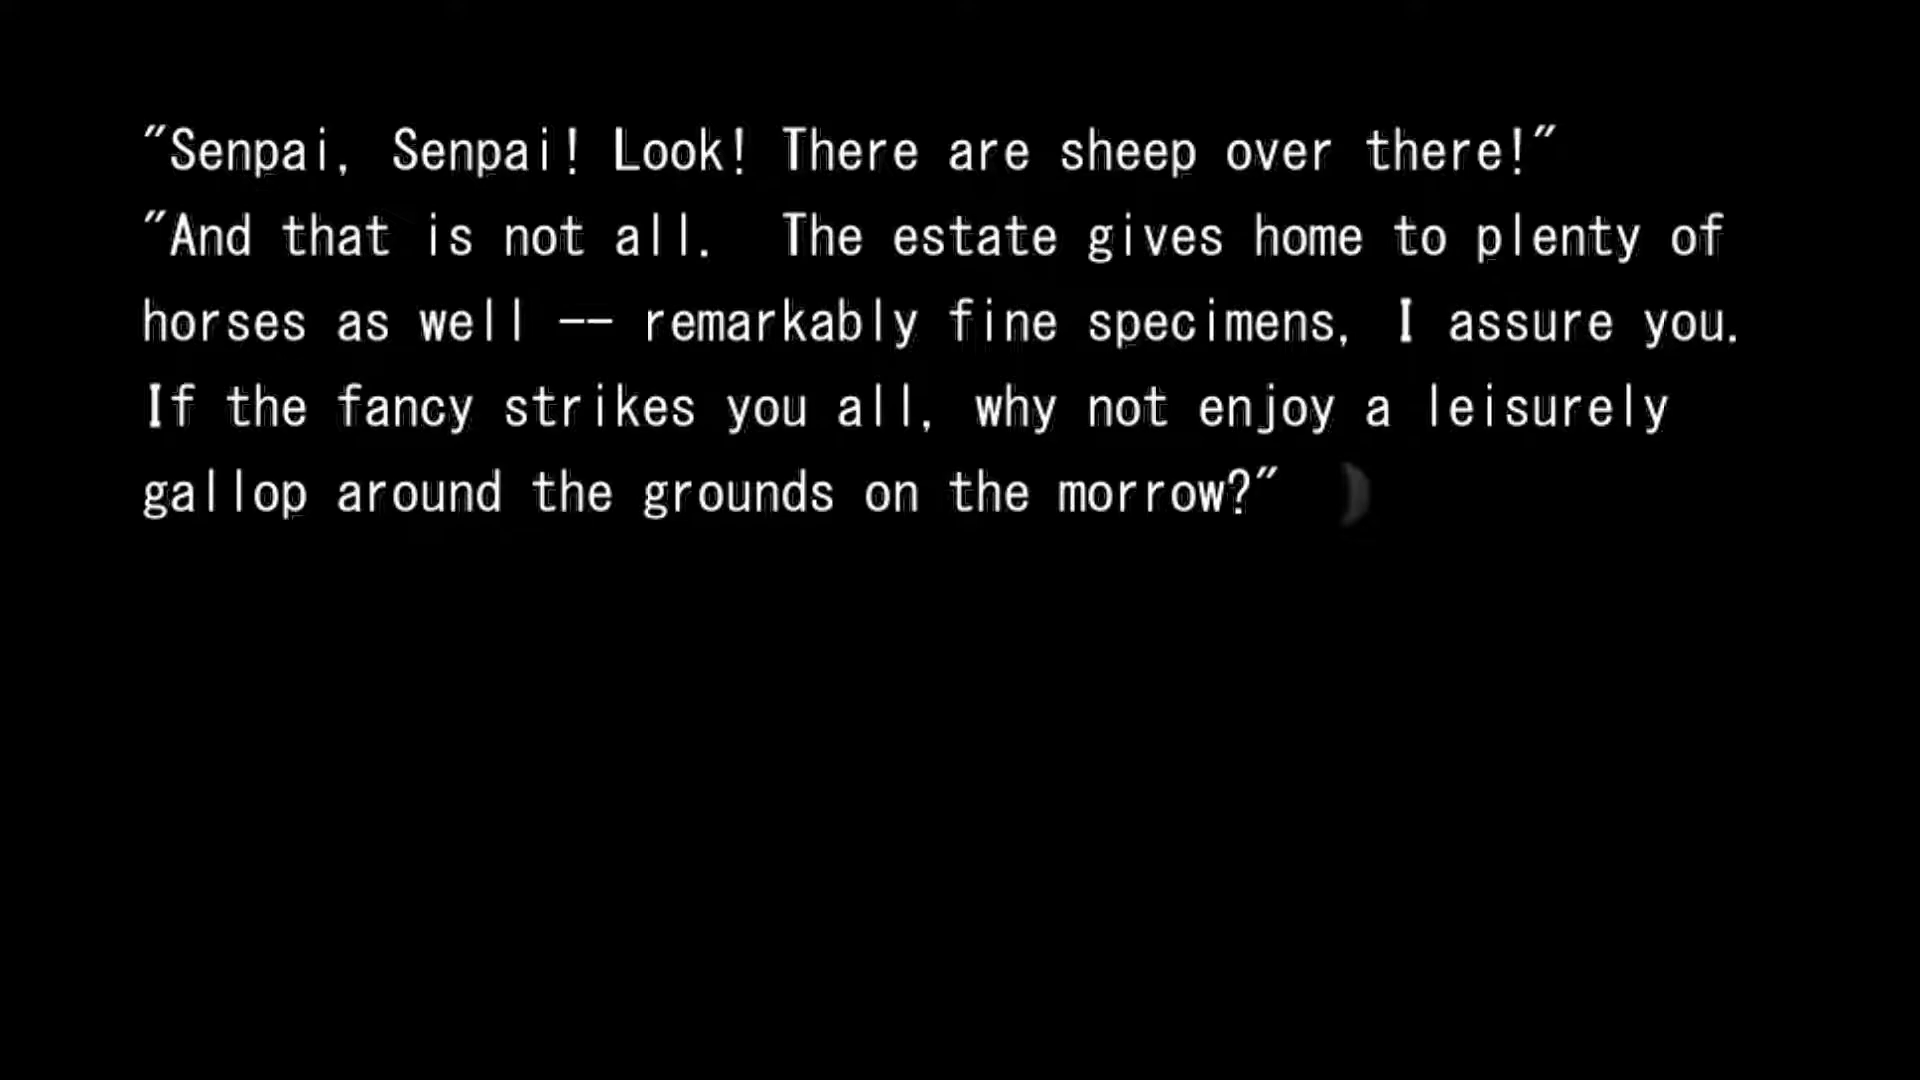 "Senpai, Senpai! Look! There are sheep over there!"
"And that is not all.  The estate gives home to plenty of
horses as well -- remarkably fine specimens, I assure you.
If the fancy strikes you all, why not enjoy a leisurely
gallop around the grounds on the morrow?"